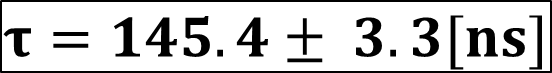 τ = 145.4 ± 3.3[ns]